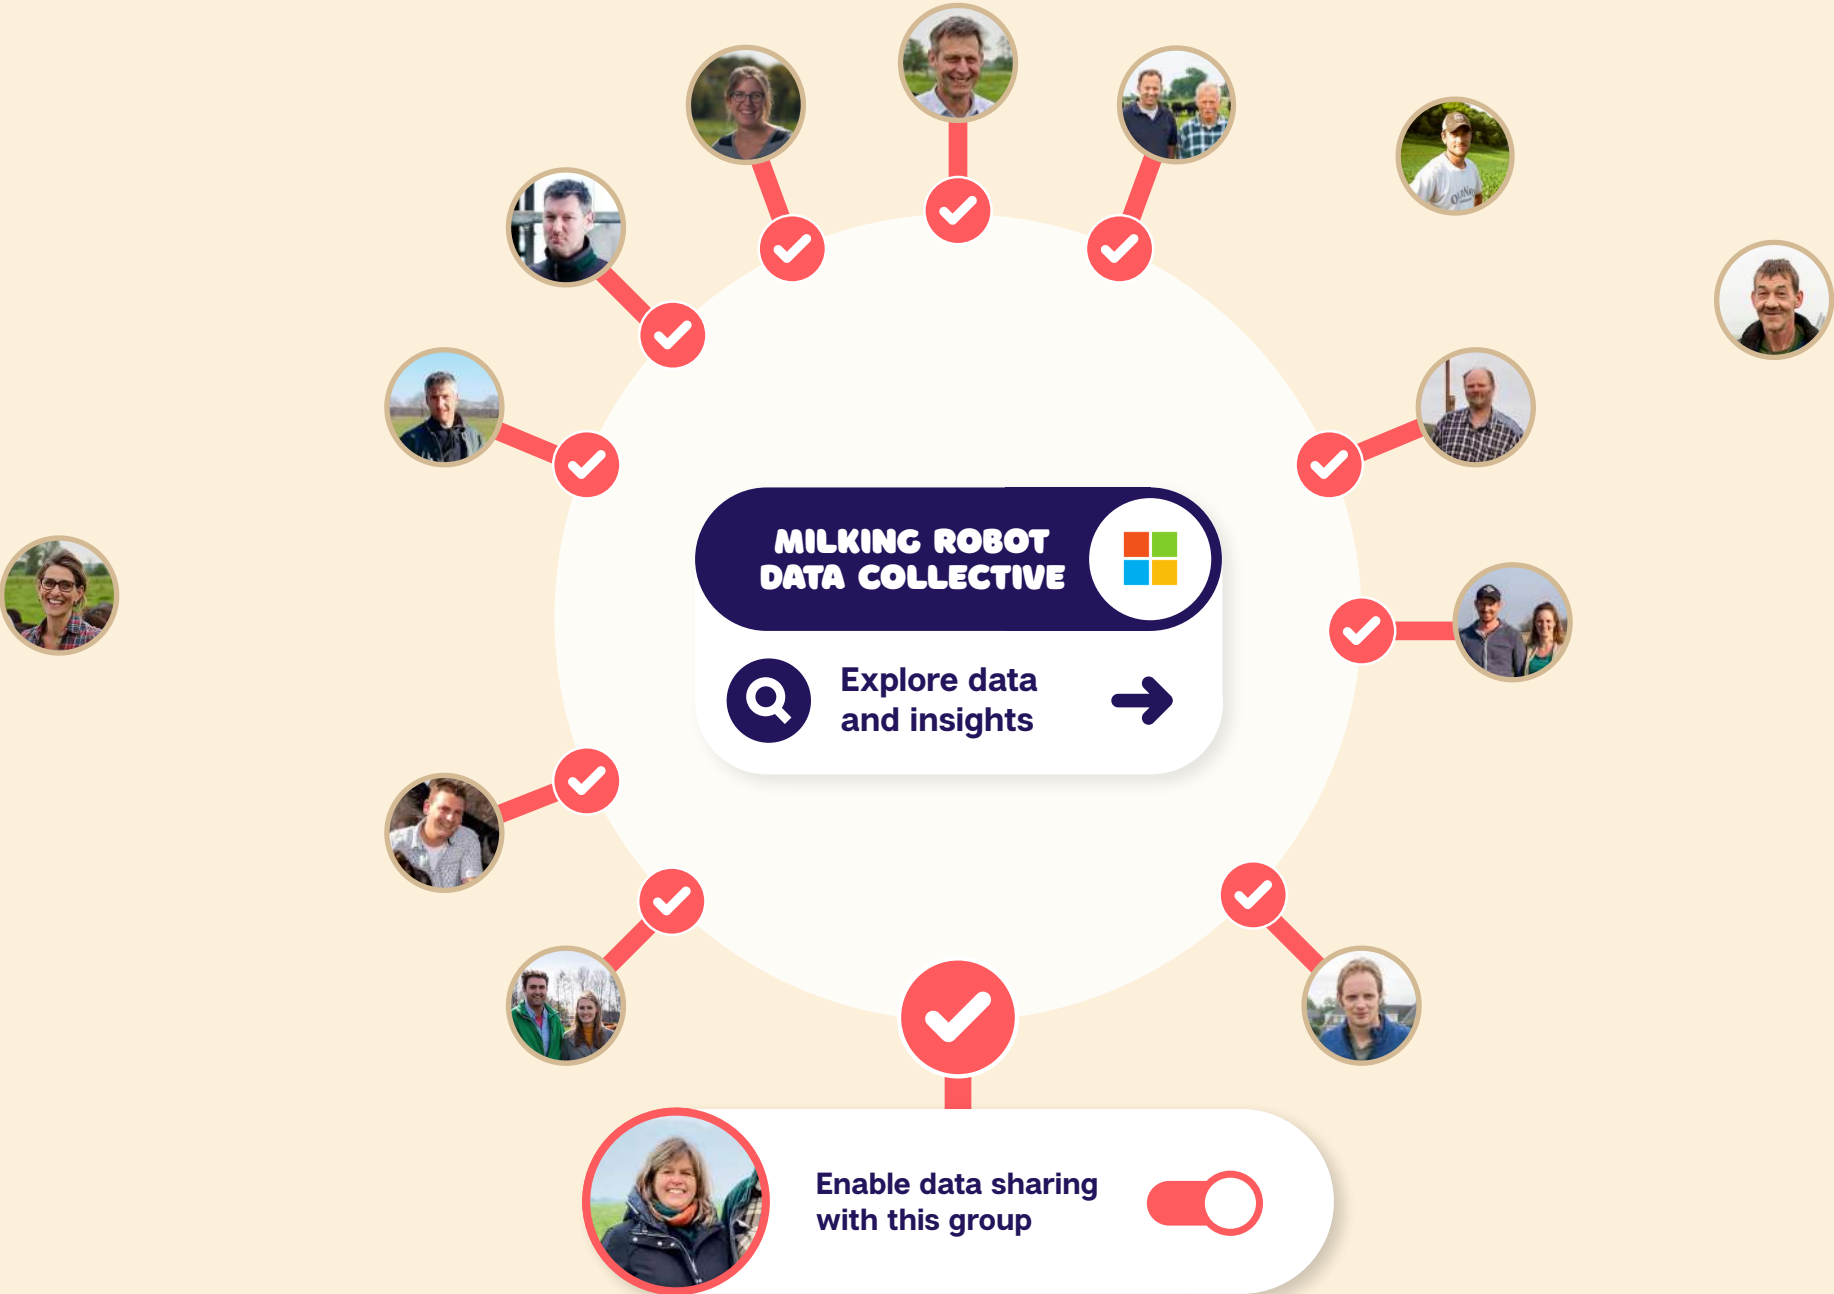 MILKING ROBOT
DATA COLLECTIVE
Explore data
and insights
Enable data sharing
with this group